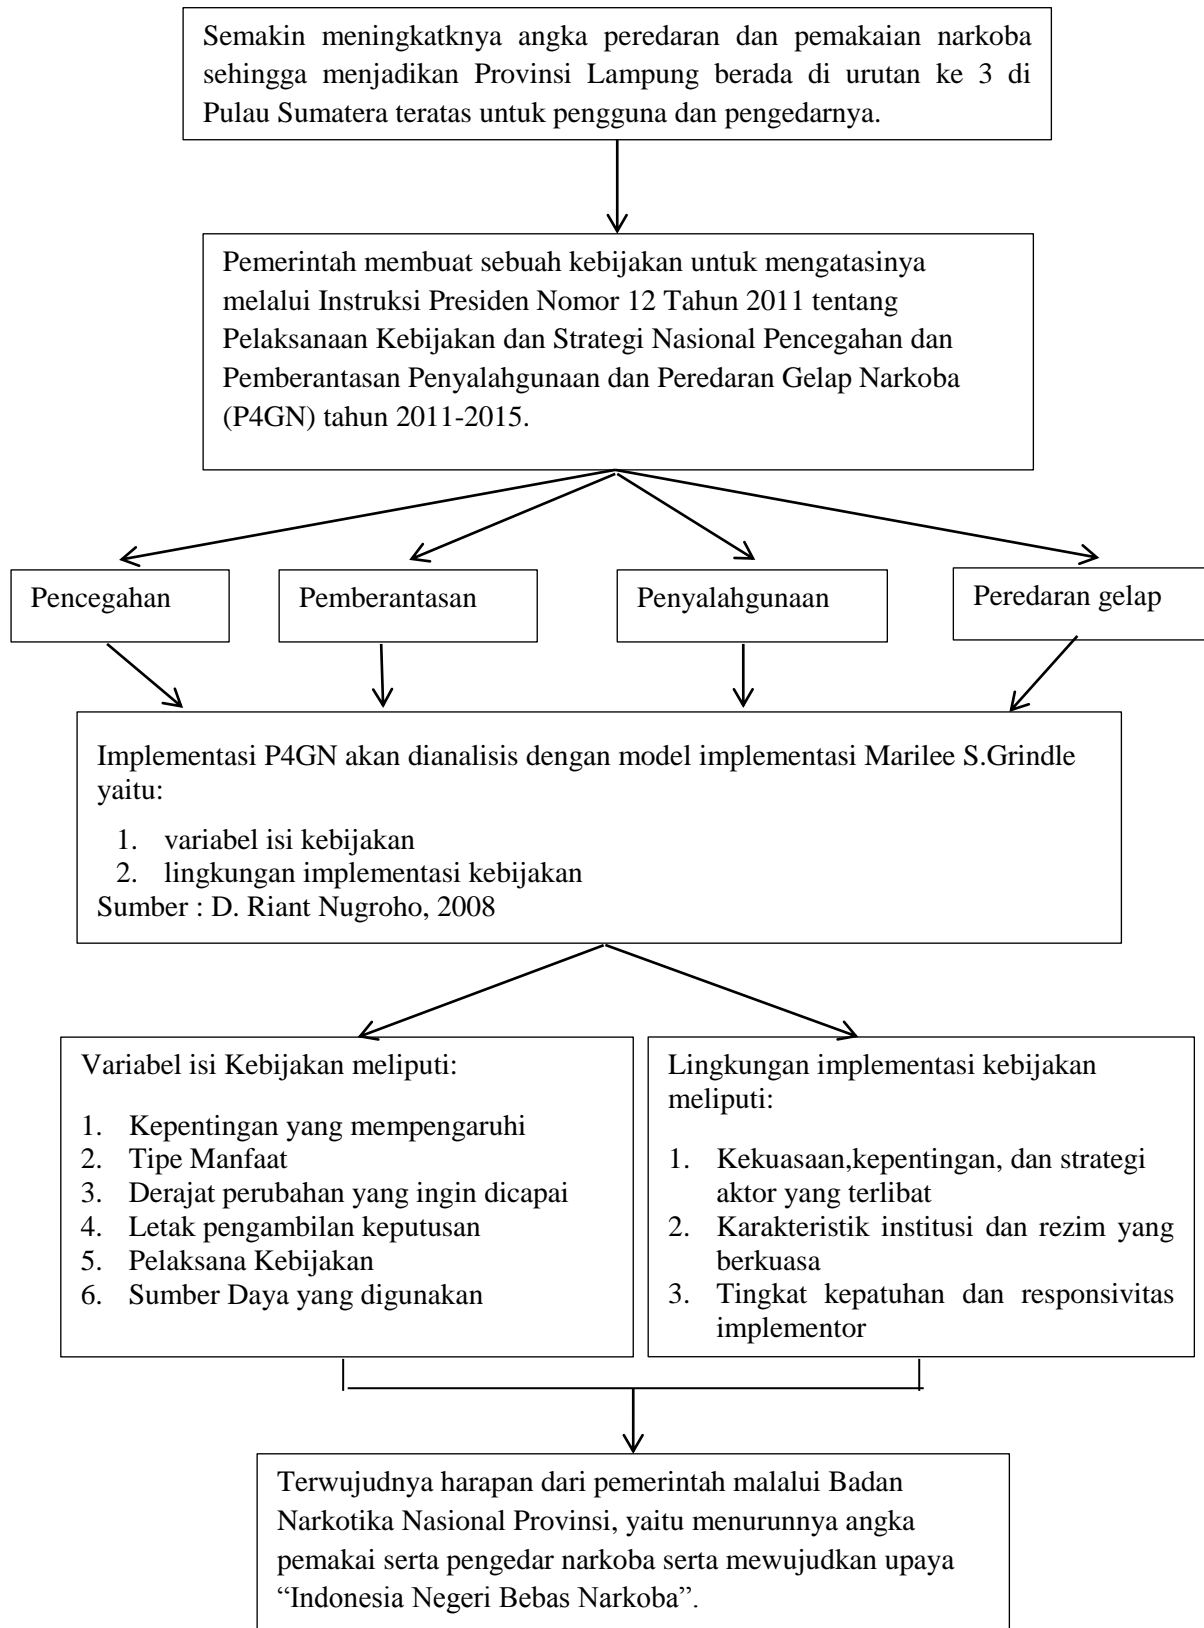 Semakin meningkatknya angka peredaran dan pemakaian narkoba
sehingga menjadikan Provinsi Lampung berada di urutan ke 3 di
Pulau Sumatera teratas untuk pengguna dan pengedarnya.
Pemerintah membuat sebuah kebijakan untuk mengatasinya
melalui Instruksi Presiden Nomor 12 Tahun 2011 tentang
Pelaksanaan Kebijakan dan Strategi Nasional Pencegahan dan
Pemberantasan Penyalahgunaan dan Peredaran Gelap Narkoba
(P4GN) tahun 2011-2015.
Pencegahan
Pemberantasan
Penyalahgunaan
Peredaran gelap
Implementasi P4GN akan dianalisis dengan model implementasi Marilee S.Grindle
yaitu:
1. variabel isi kebijakan
2. lingkungan implementasi kebijakan
Sumber : D. Riant Nugroho, 2008
Variabel isi Kebijakan meliputi:
1. Kepentingan yang mempengaruhi
2. Tipe Manfaat
3. Derajat perubahan yang ingin dicapai
4. Letak pengambilan keputusan
5. Pelaksana Kebijakan
6. Sumber Daya yang digunakan
Lingkungan implementasi kebijakan
meliputi:
1. Kekuasaan,kepentingan, dan strategi
aktor yang terlibat
2. Karakteristik institusi dan rezim yang
berkuasa
3. Tingkat kepatuhan dan responsivitas
implementor
Terwujudnya harapan dari pemerintah malalui Badan
Narkotika Nasional Provinsi, yaitu menurunnya angka
pemakai serta pengedar narkoba serta mewujudkan upaya
“Indonesia Negeri Bebas Narkoba”.